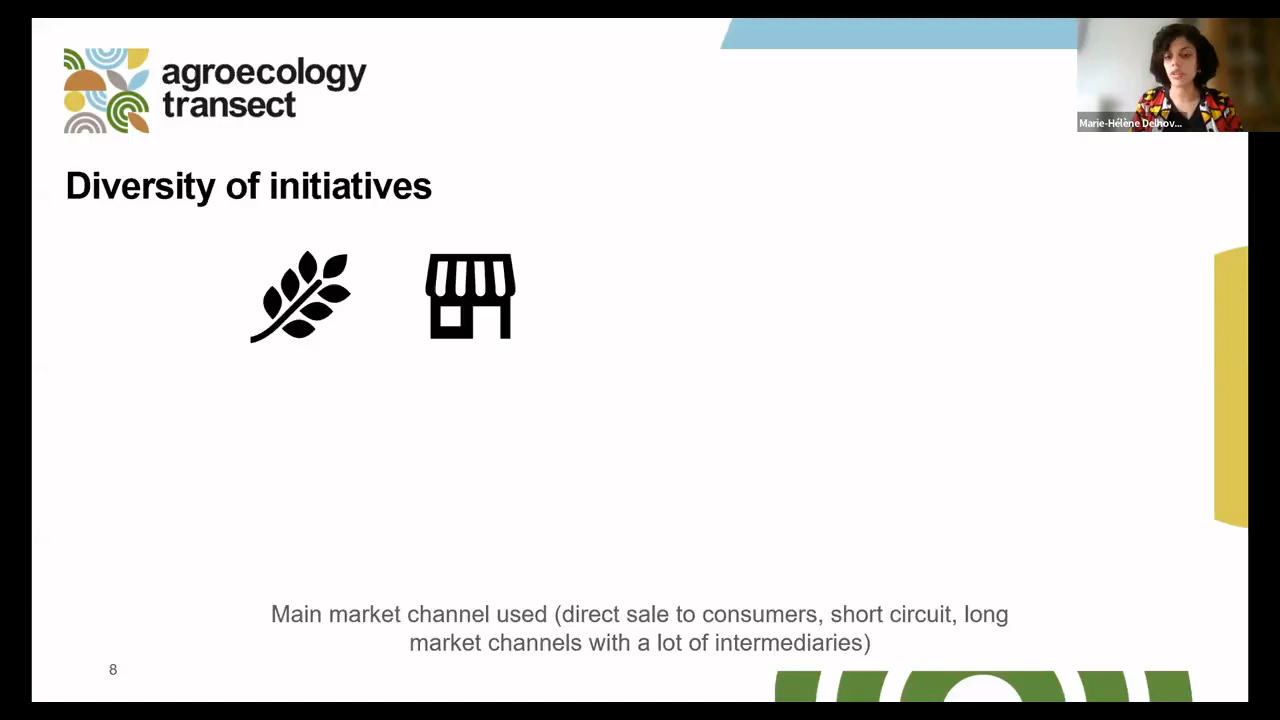 agroecology
transect
Marie-Hélène Delhov...
Diversity of initiatives
Main market channel used (direct sale to consumers, short circuit, long
market channels with a lot of intermediaries)
8